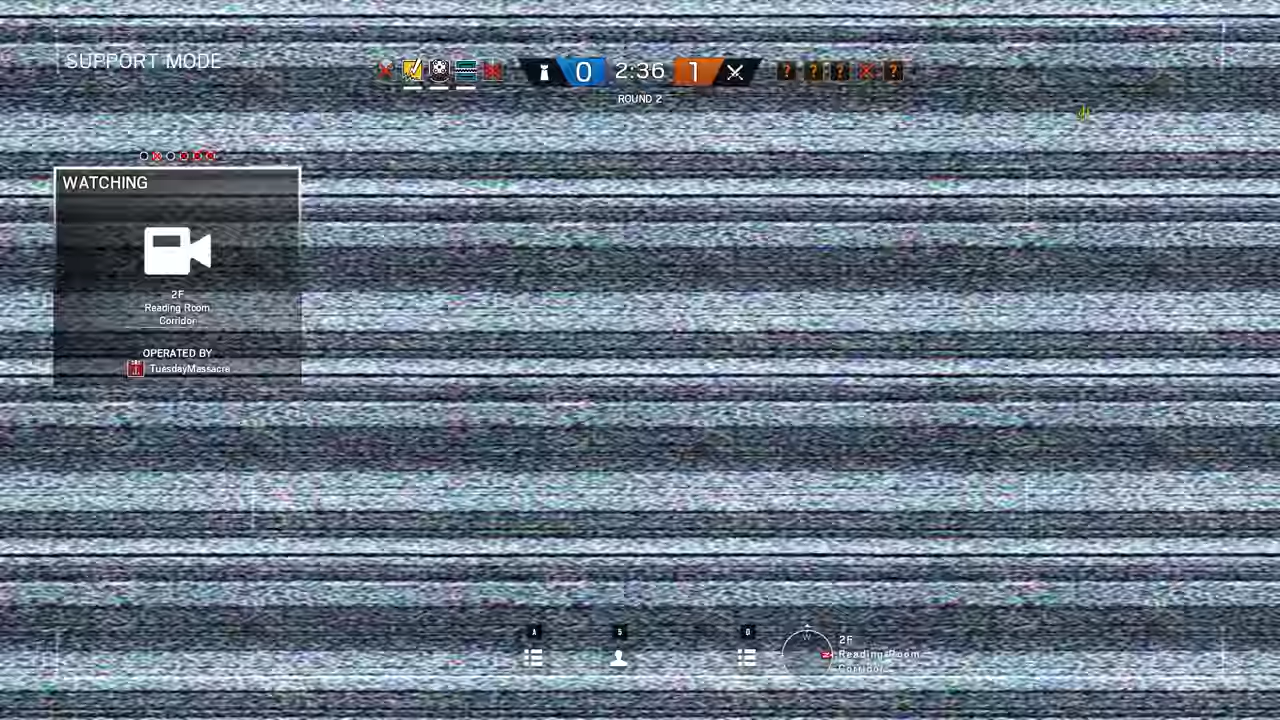 SUPPORT MODE
0 2:36 1
? ? ? ?
ROUND 2
WATCHING
2F
Reading Room
Corridor
OPERATED BY
TuesdayMassacre
A 5 D
W
2F
Reading Room
Corridor